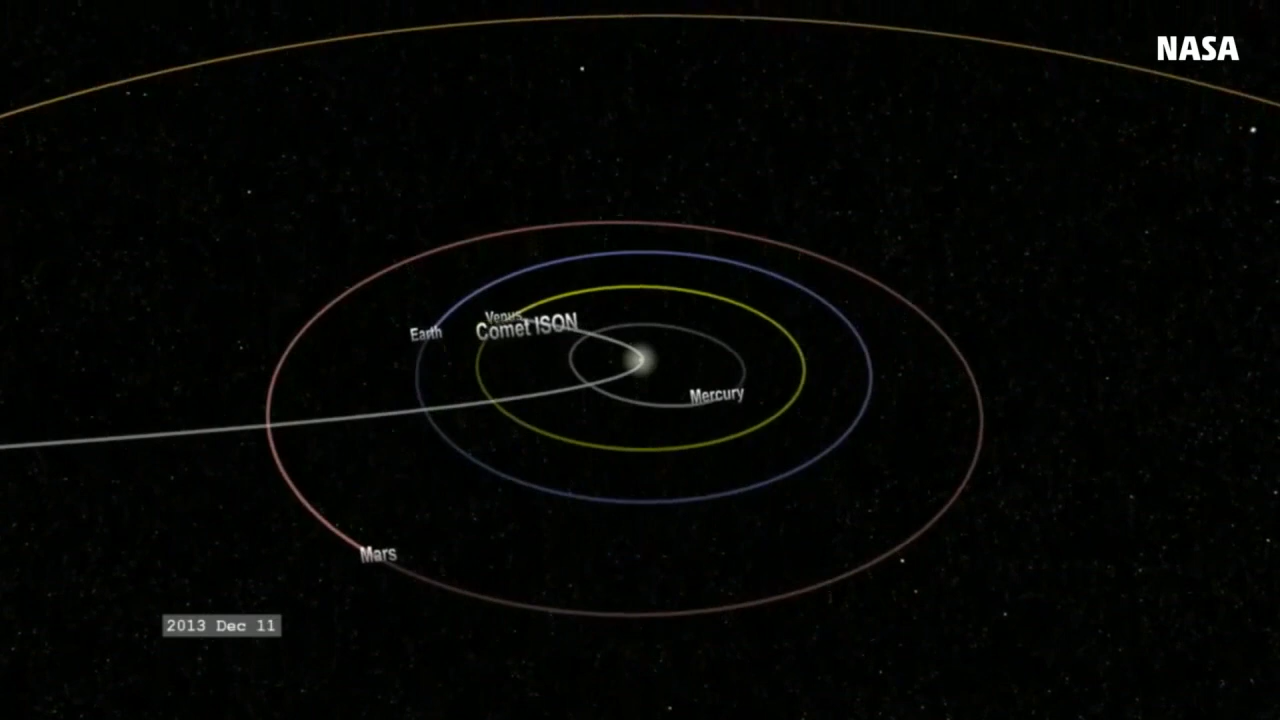 NASA
Venus
Comet ISON
Earth
Mercury
Mars
2013 Dec 11